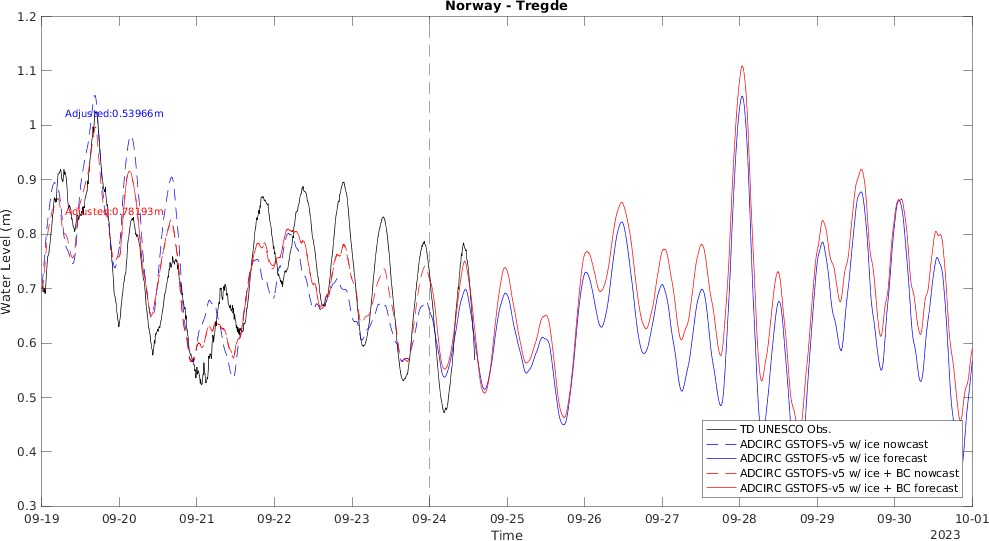 Norway - Tregde
Water Level (m)
1.2
1.1
1
0.9
0.8
0.7
0.6
0.5
0.4
0.3
Adjusted:0.53966m
Adjusted:0.78193m
TD UNESCO Obs.
ADCIRC GSTOFS-v5 w/ ice nowcast
ADCIRC GSTOFS-v5 w/ ice forecast
ADCIRC GSTOFS-v5 w/ ice + BC nowcast
ADCIRC GSTOFS-v5 w/ ice + BC forecast
09-19 09-20 09-21 09-22 09-23 09-24 09-25 09-26 09-27 09-28 09-29 09-30 10-01
Time
2023